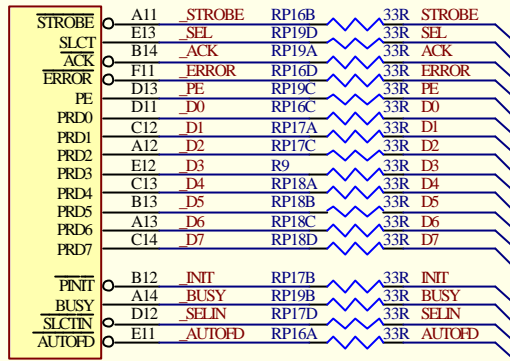 STROBE A11 _STROBE RP16B 33R STROBE
SLCT E13 _SEL RP19D 33R SEL
ACK B14 _ACK RP19A 33R ACK
ERROR F11 _ERROR RP16D 33R ERROR
PE D13 _PE RP19C 33R PE
PRD0 D11 _D0 RP16C 33R D0
PRD1 C12 _D1 RP17A 33R D1
PRD2 A12 _D2 RP17C 33R D2
PRD3 E12 _D3 R9 33R D3
PRD4 C13 _D4 RP18A 33R D4
PRD5 B13 _D5 RP18B 33R D5
PRD6 A13 _D6 RP18C 33R D6
PRD7 C14 _D7 RP18D 33R D7
PINIT B12 _INIT RP17B 33R INIT
BUSY A14 _BUSY RP19B 33R BUSY
SLCTIN D12 _SELIN RP17D 33R SELIN
AUTOFD E11 _AUTOFD RP16A 33R AUTOFD